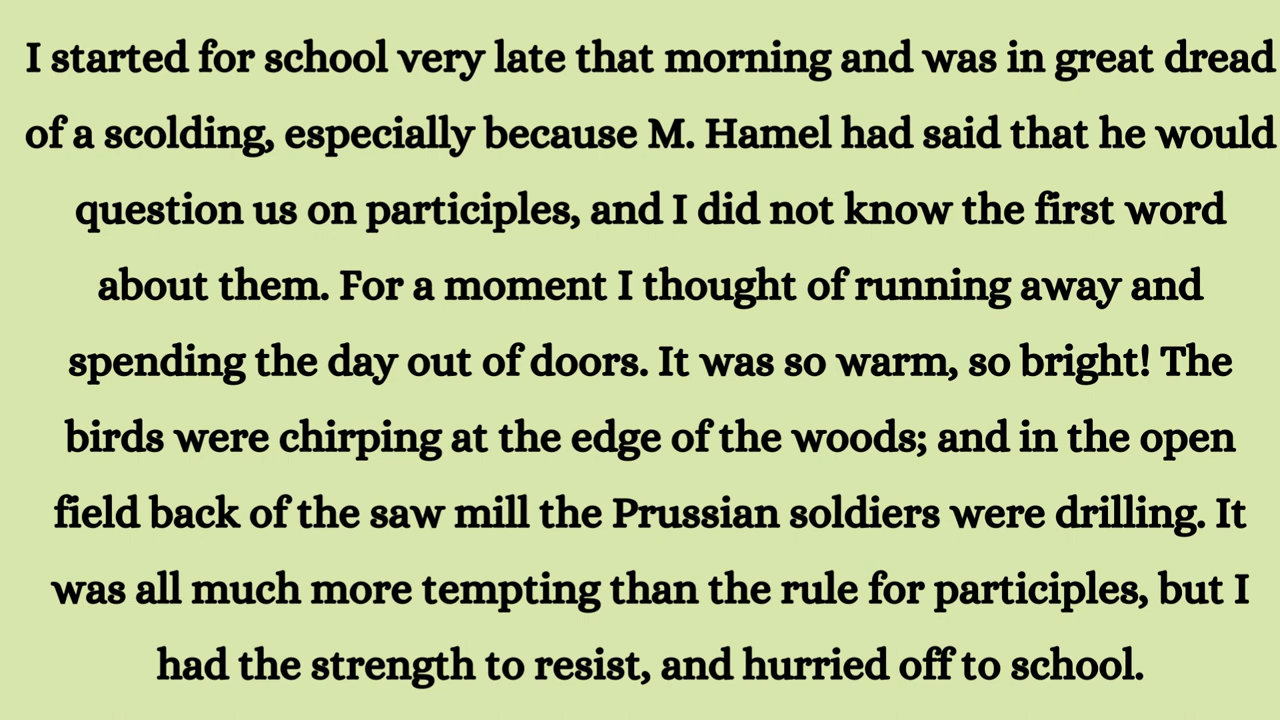 I started for school very late that morning and was in great dread
of a scolding, especially because M. Hamel had said that he would
question us on participles, and I did not know the first word
about them. For a moment I thought of running away and
spending the day out of doors. It was so warm, so bright! The
birds were chirping at the edge of the woods; and in the open
field back of the saw mill the Prussian soldiers were drilling. It
was all much more tempting than the rule for participles, but I
had the strength to resist, and hurried off to school.